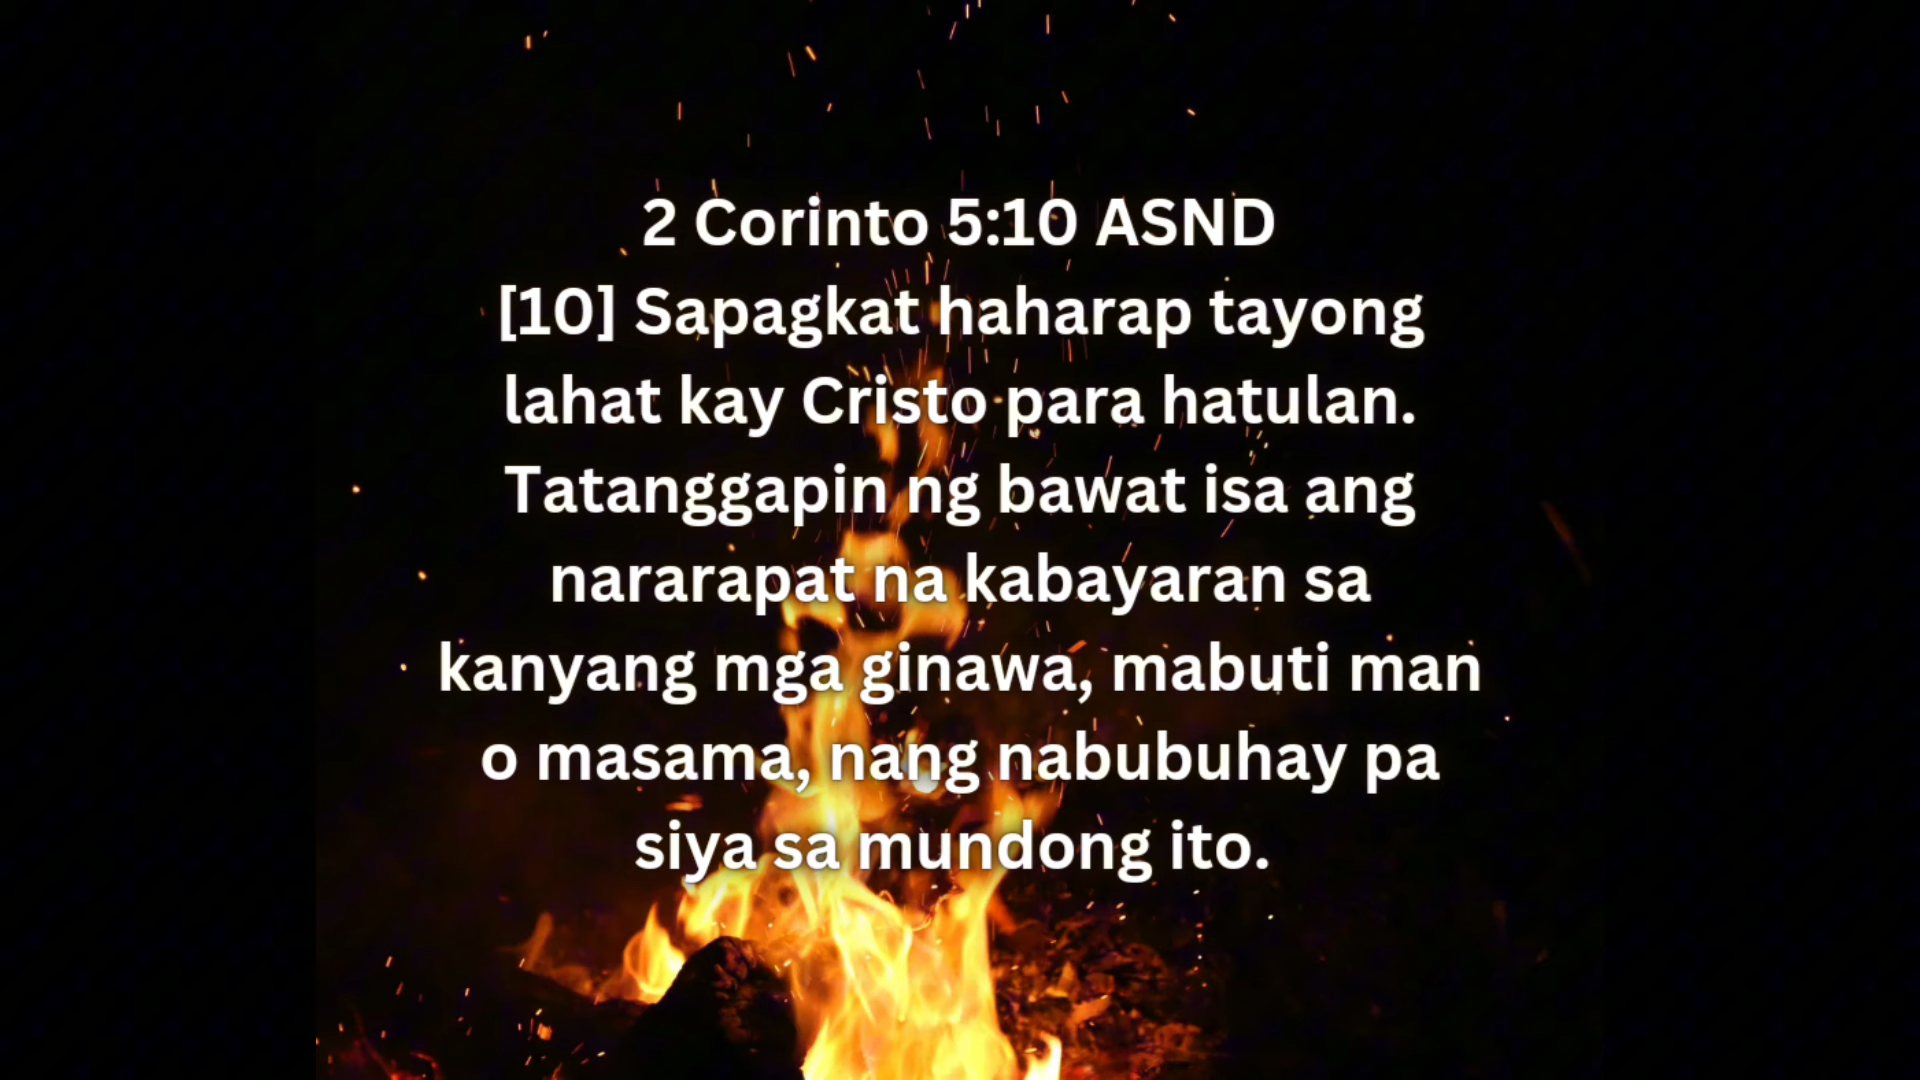 2 Corinto 5:10 ASND
[10] Sapagkat haharap tayong
lahat kay Cristo para hatulan.
Tatanggapin ng bawat isa ang
nararapat na kabayaran sa
kanyang mga ginawa, mabuti man
o masama, nang nabubuhay pa
siya sa mundong ito.